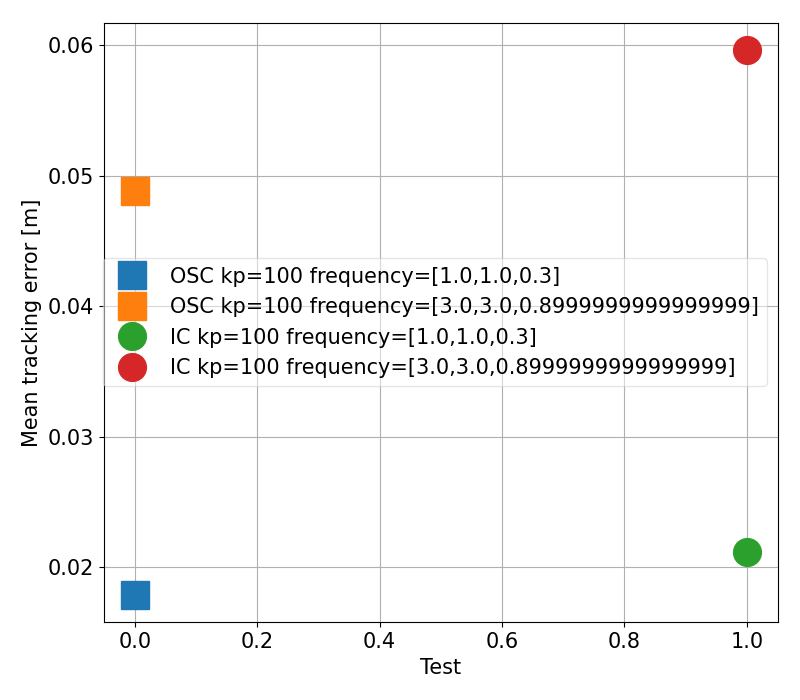 0.06
0.05
0.04
0.03
0.02
Mean tracking error [m]
OSC kp=100 frequency=[1.0,1.0,0.3]
OSC kp=100 frequency=[3.0,3.0,0.8999999999999999]
IC kp=100 frequency=[1.0,1.0,0.3]
IC kp=100 frequency=[3.0,3.0,0.8999999999999999]
0.0 0.2 0.4 0.6 0.8 1.0
Test